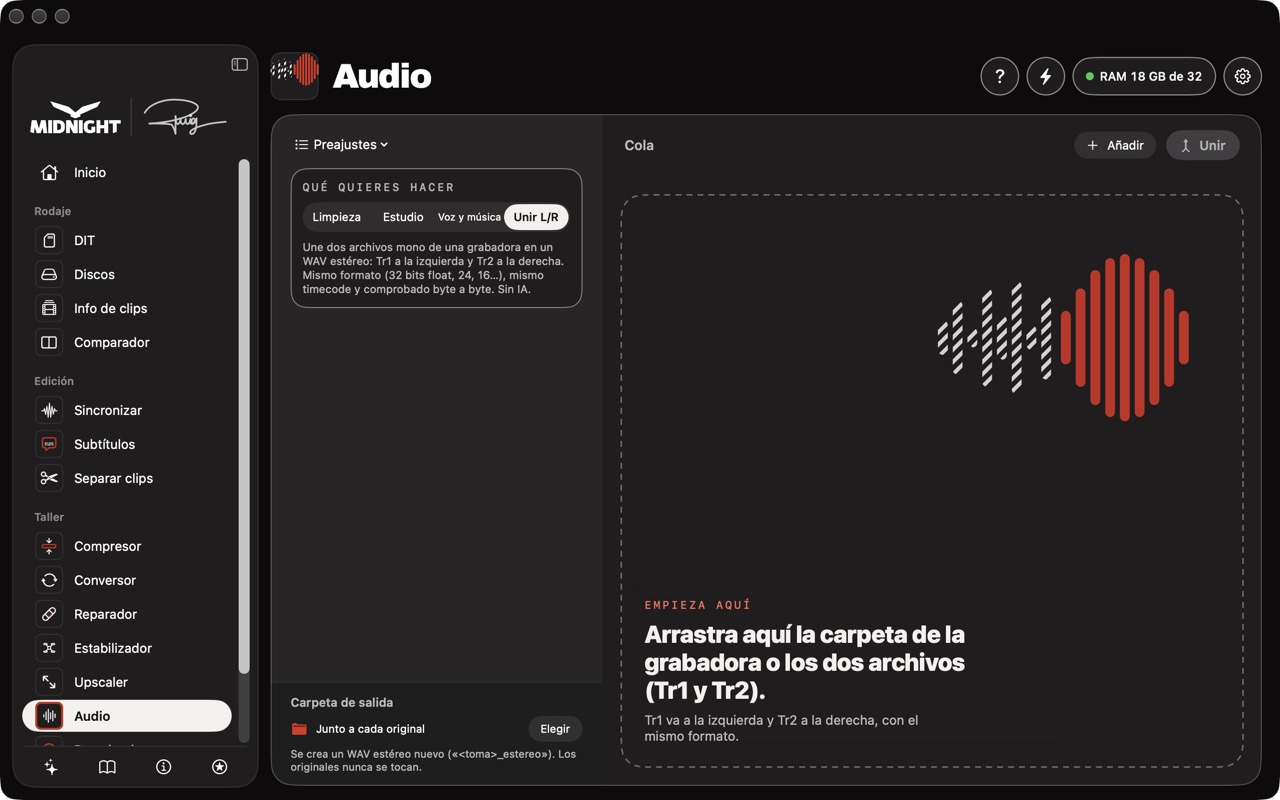 Audio
?
RAM 18 GB de 32
MIDNIGHT
Puig
Inicio
Rodaje
DIT
Discos
Info de clips
Comparador
Edición
Sincronizar
Subtítulos
Separar clips
Taller
Compresor
Conversor
Reparador
Estabilizador
Upscaler
Audio
Preajustes
QUÉ QUIERES HACER
Limpieza
Estudio
Voz y música
Unir L/R
Une dos archivos mono de una grabadora en un
WAV estéreo: Tr1 a la izquierda y Tr2 a la derecha.
Mismo formato (32 bits float, 24, 16...), mismo
timecode y comprobado byte a byte. Sin IA.
Carpeta de salida
Junto a cada original
Elegir
Se crea un WAV estéreo nuevo («<toma>_estereo»). Los
originales nunca se tocan.
Cola
Añadir
Unir
EMPIEZA AQUÍ
Arrastra aquí la carpeta de la
grabadora o los dos archivos
(Tr1 y Tr2).
Tr1 va a la izquierda y Tr2 a la derecha, con el
mismo formato.